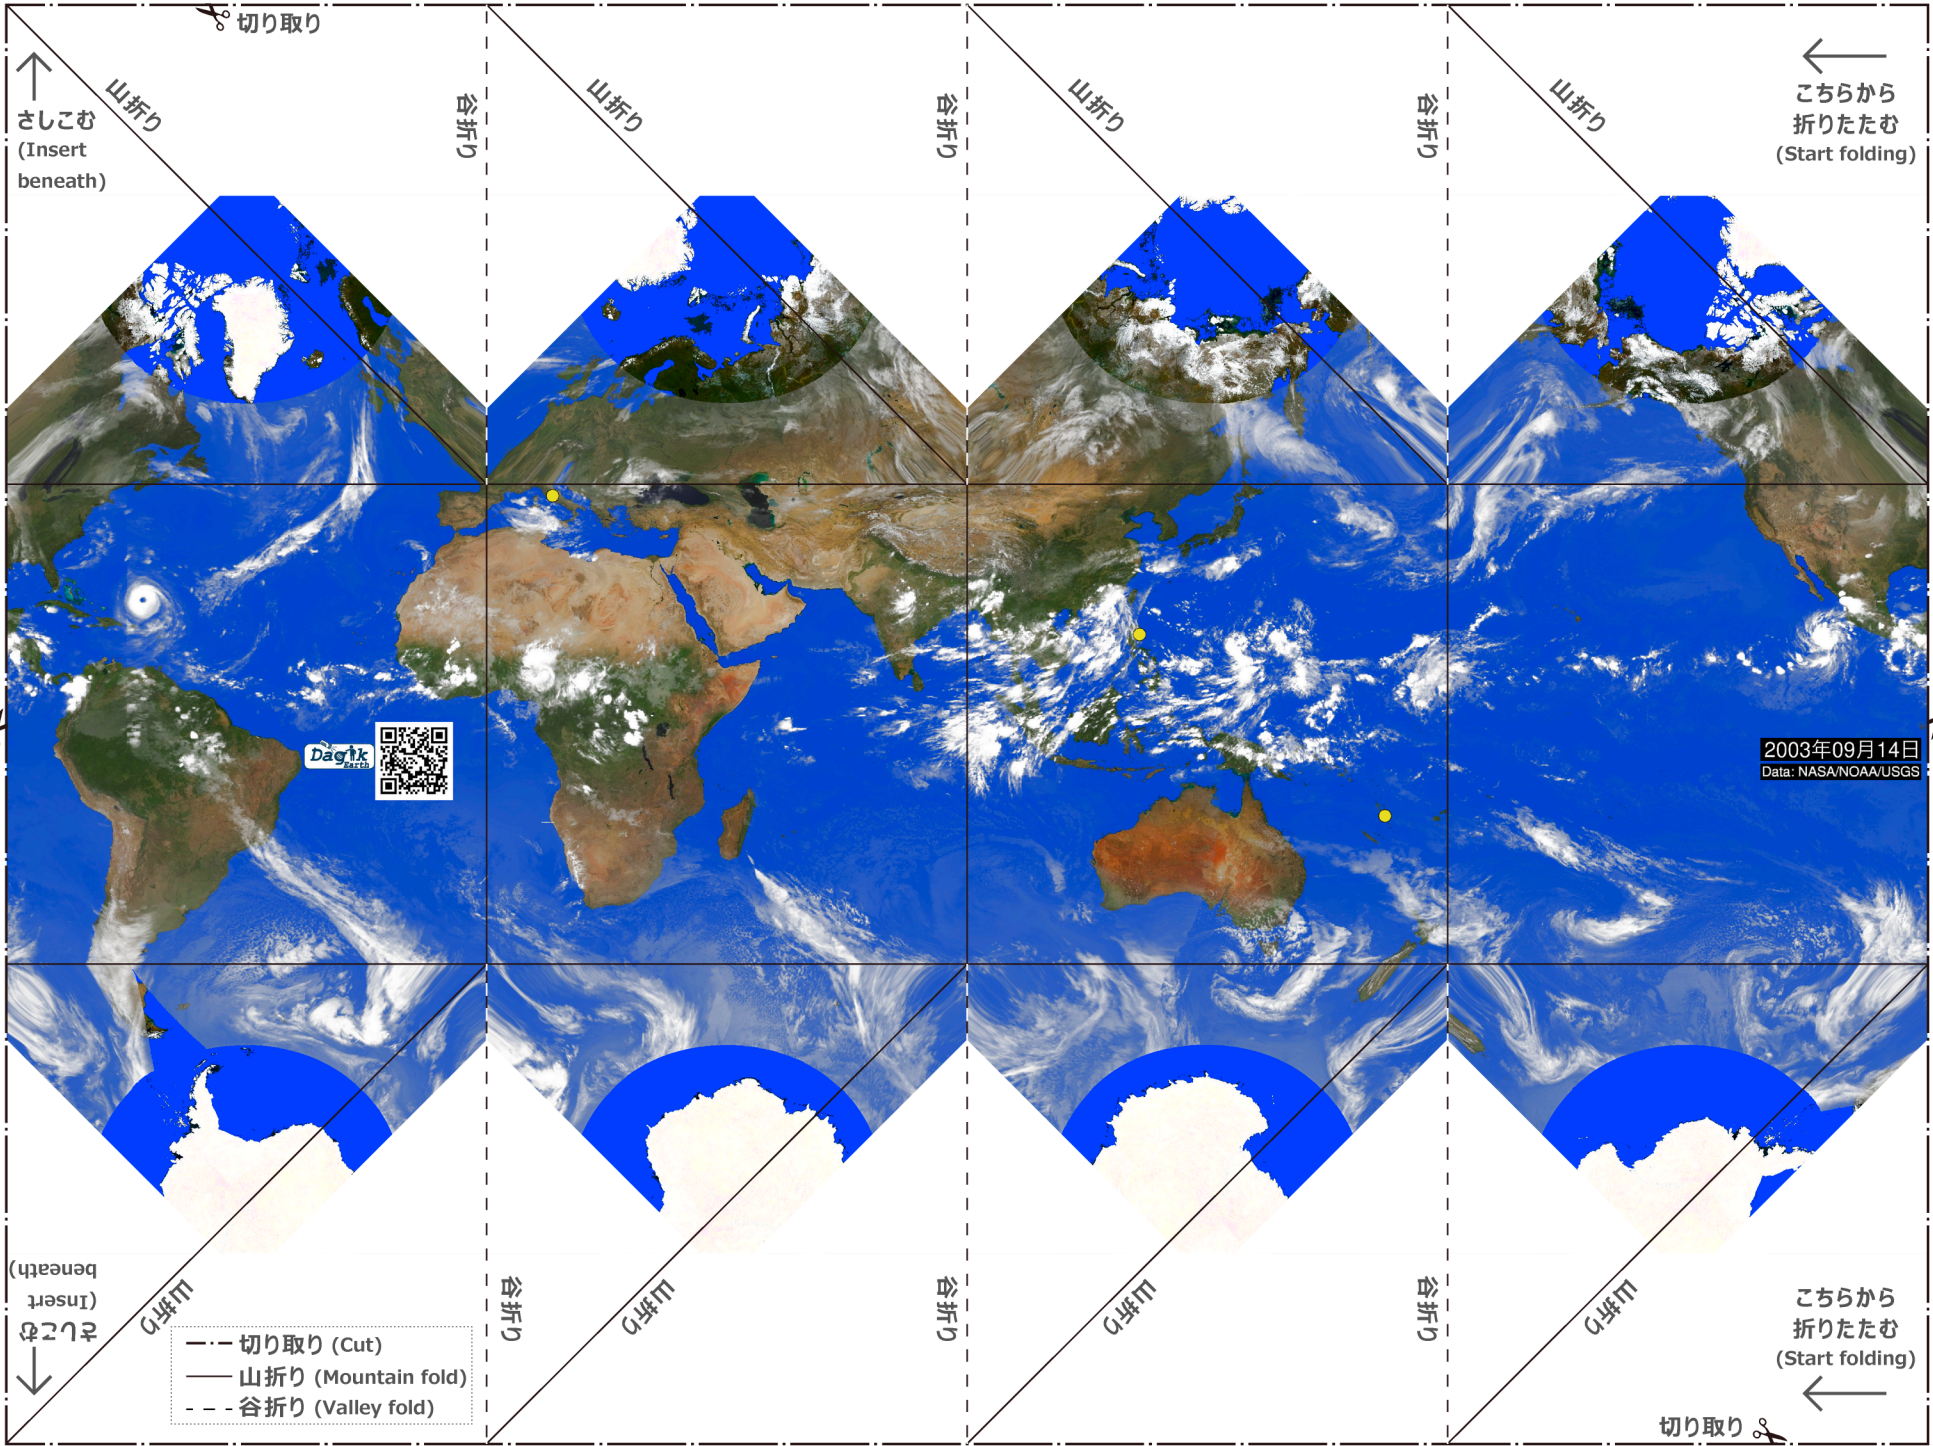 切り取り
山折り
谷折り
山折り
谷折り
山折り
谷折り
山折り
こちらから
折りたたむ
(Start folding)
さしこむ
(Insert
beneath)
Dagik
Earth
2003年09月14日
Data: NASA/NOAA/USGS
さしこむ
(Insert
beneath)
山折り
谷折り
山折り
谷折り
山折り
谷折り
山折り
こちらから
折りたたむ
(Start folding)
切り取り (Cut)
山折り (Mountain fold)
谷折り (Valley fold)
切り取り